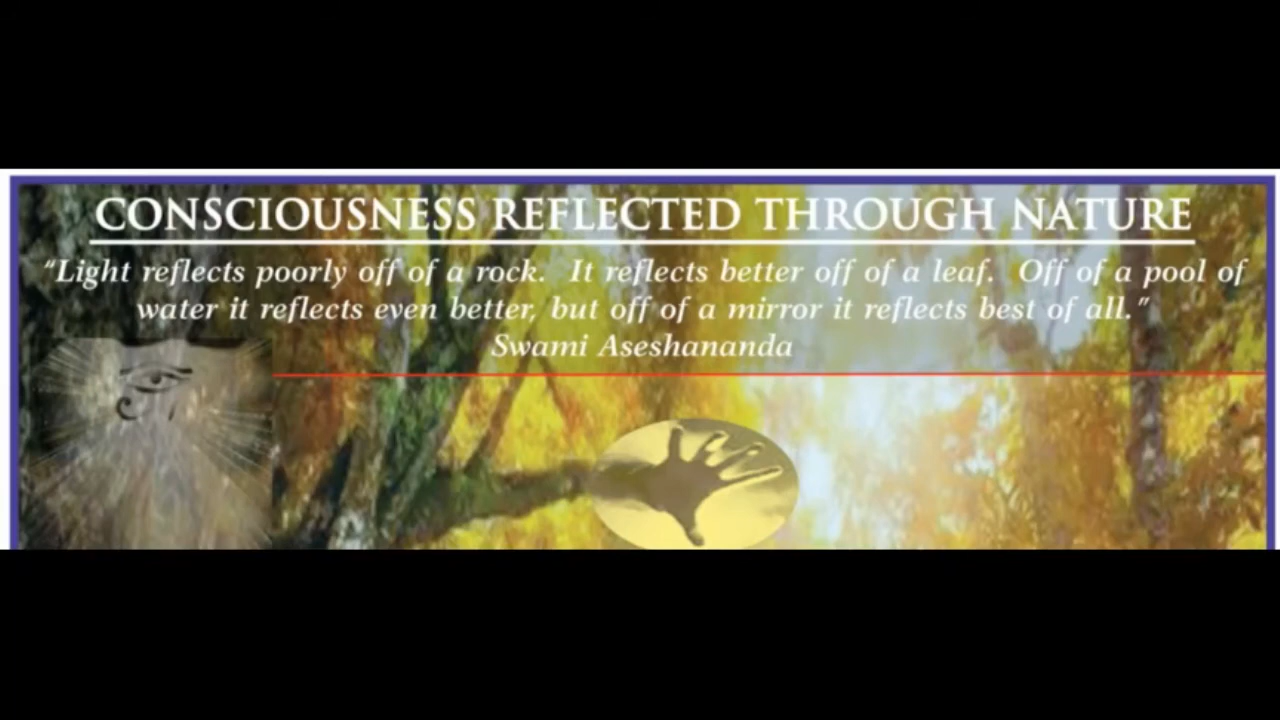 CONSCIOUSNESS REFLECTED THROUGH NATURE
“Light reflects poorly off of a rock.  It reflects better off of a leaf.  Off of a pool of
water it reflects even better, but off of a mirror it reflects best of all.”
Swami Aseshananda